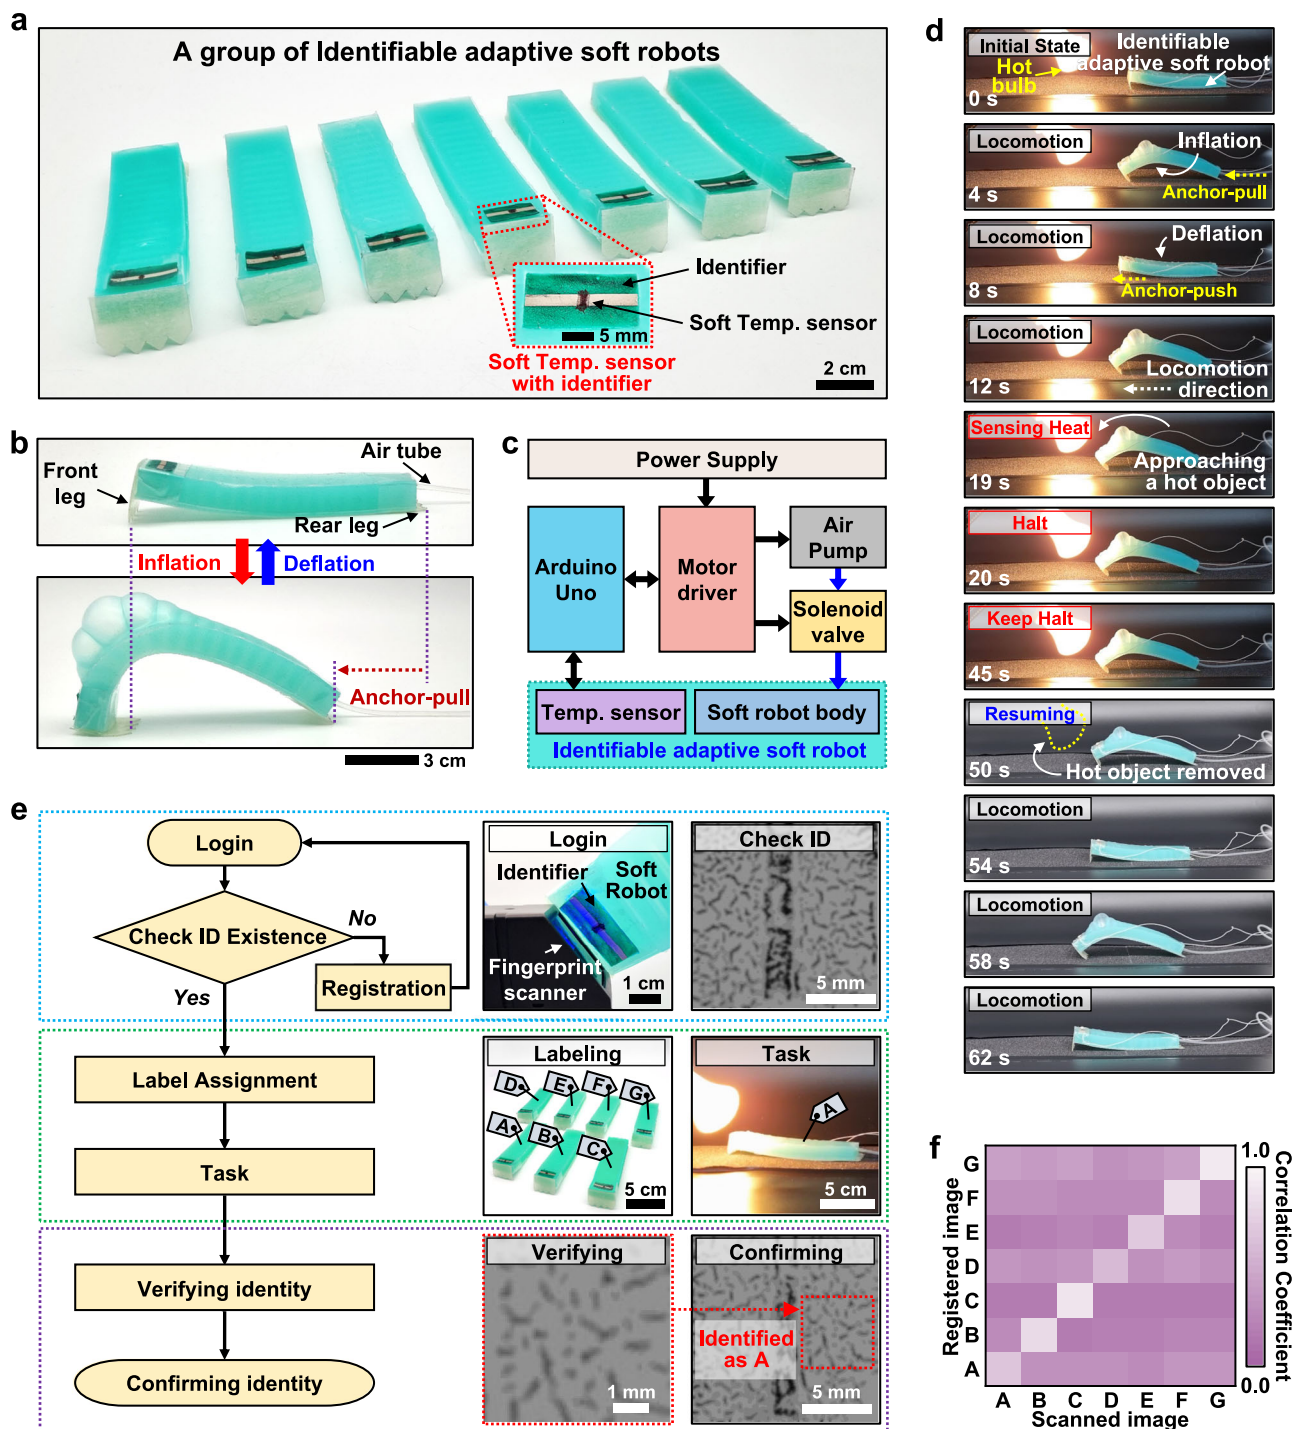 a
A group of Identifiable adaptive soft robots
Identifier
Soft Temp. sensor
5 mm
Soft Temp. sensor
with identifier
2 cm
b
Front
leg
Air tube
Rear leg
Inflation
Deflation
Anchor-pull
3 cm
c
Power Supply
Arduino
Uno
Motor
driver
Air
Pump
Solenoid
valve
Temp. sensor
Soft robot body
Identifiable adaptive soft robot
d
Initial State
Identifiable
adaptive soft robot
Hot
bulb
0 s
Locomotion
Inflation
Anchor-pull
4 s
Locomotion
Deflation
Anchor-push
8 s
Locomotion
Locomotion
direction
12 s
Sensing Heat
Approaching
a hot object
19 s
Halt
20 s
Keep Halt
45 s
Resuming
Hot object removed
50 s
Locomotion
54 s
Locomotion
58 s
Locomotion
62 s
e
Login
Check ID Existence
No
Registration
Yes
Label Assignment
Task
Verifying identity
Confirming identity
Login
Identifier
Soft
Robot
Fingerprint
scanner
1 cm
Check ID
5 mm
Labeling
D
E
F
G
A
B
C
5 cm
Task
A
5 cm
Verifying
1 mm
Confirming
Identified
as A
5 mm
f
Registered image
G
F
E
D
C
B
A
A B C D E F G
Scanned image
1.0
0.0
Correlation Coefficient